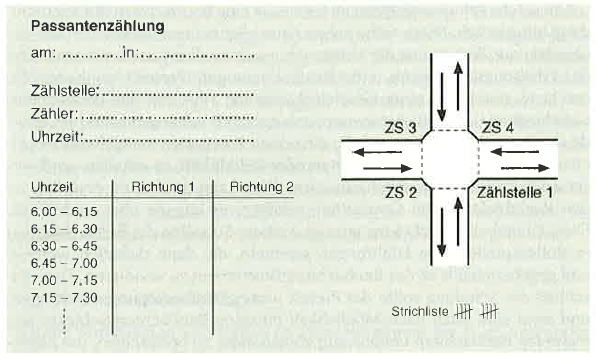 Passantenzählung
am: ................in: ..........................
Zählstelle: ....................................
Zähler: ........................................
Uhrzeit: .......................................
Uhrzeit Richtung 1 Richtung 2
6.00 – 6.15
6.15 – 6.30
6.30 – 6.45
6.45 – 7.00
7.00 – 7.15
7.15 – 7.30
ZS 3 ZS 4
ZS 2 Zählstelle 1
Strichliste 卌 卌